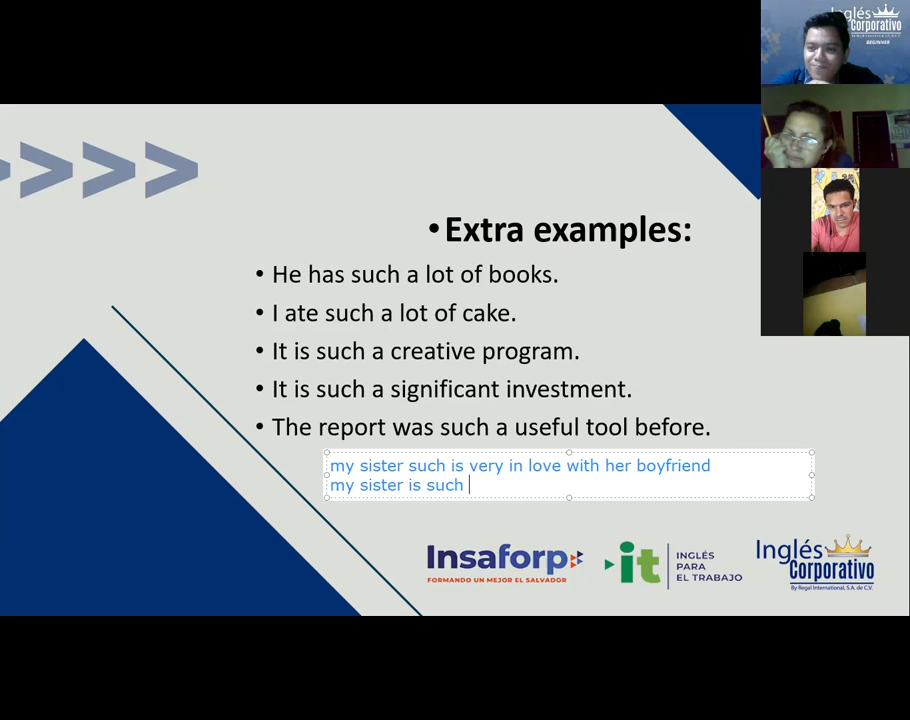 Inglés
Corporativo
BEGINNER
>>>>
•Extra examples:
• He has such a lot of books.
• I ate such a lot of cake.
• It is such a creative program.
• It is such a significant investment.
• The report was such a useful tool before.
my sister such is very in love with her boyfriend
my sister is such
Insaforp
FORMANDO UN MEJOR EL SALVADOR
it
INGLÉS
PARA
EL TRABAJO
Inglés
Corporativo
By Regal International, S.A. de C.V.